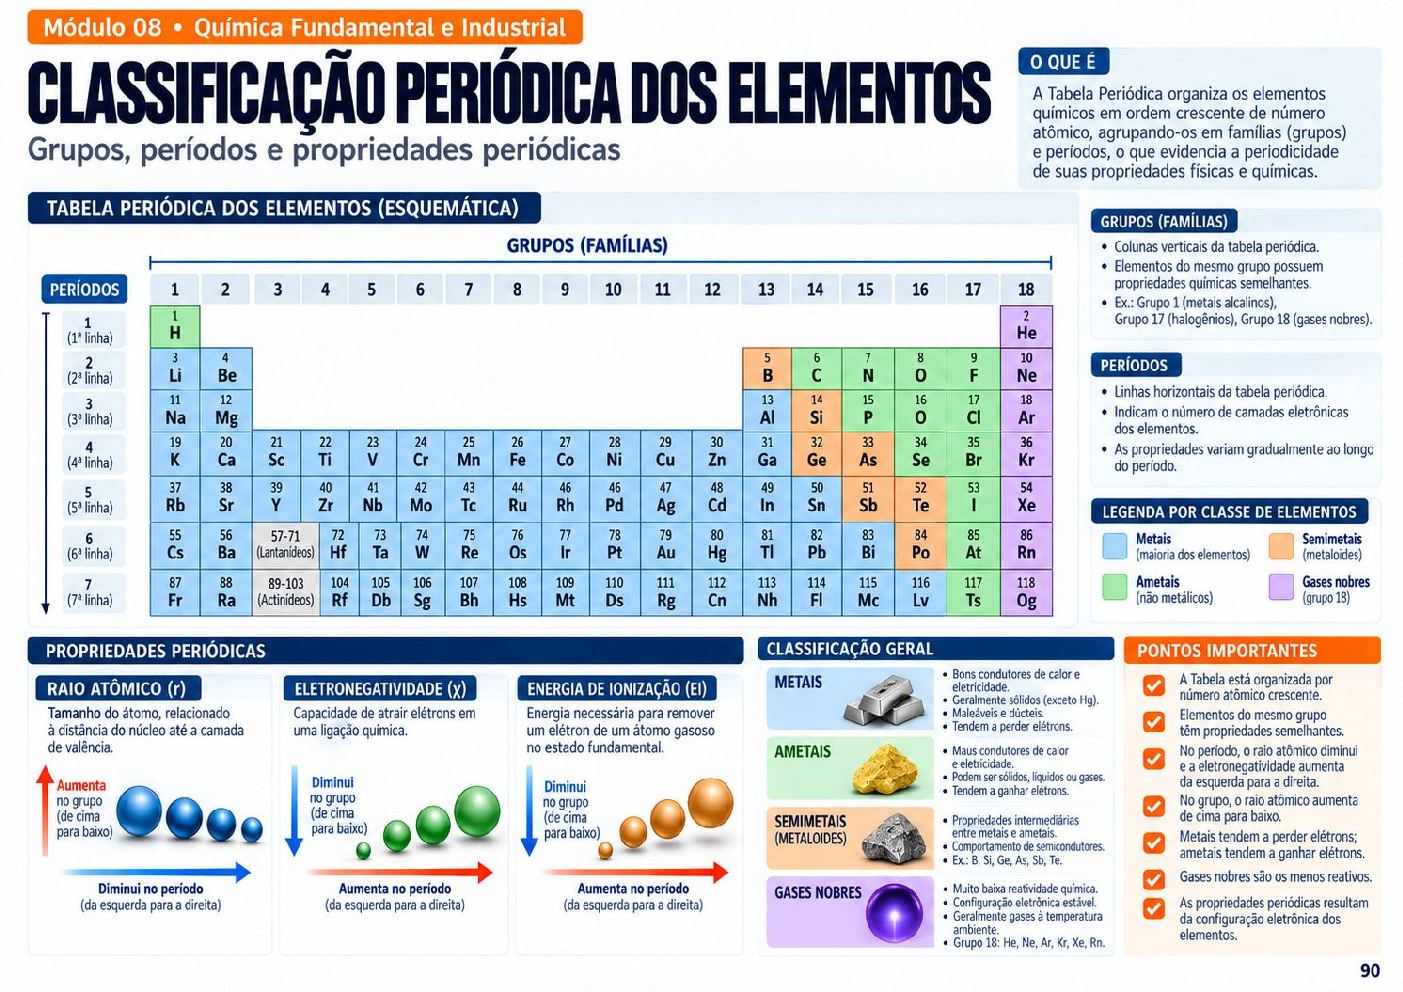 Módulo 08 • Química Fundamental e Industrial
CLASSIFICAÇÃO PERIÓDICA DOS ELEMENTOS
Grupos, períodos e propriedades periódicas
O QUE É
A Tabela Periódica organiza os elementos
químicos em ordem crescente de número
atômico, agrupando-os em famílias (grupos)
e períodos, o que evidencia a periodicidade
de suas propriedades físicas e químicas.
TABELA PERIÓDICA DOS ELEMENTOS (ESQUEMÁTICA)
GRUPOS (FAMÍLIAS)
PERÍODOS 1 2 3 4 5 6 7 8 9 10 11 12 13 14 15 16 17 18
1 1 2
(1ª linha) H He
2 3 4 5 6 7 8 9 10
(2ª linha) Li Be B C N O F Ne
3 11 12 13 14 15 16 17 18
(3ª linha) Na Mg Al Si P O Cl Ar
4 19 20 21 22 23 24 25 26 27 28 29 30 31 32 33 34 35 36
(4ª linha) K Ca Sc Ti V Cr Mn Fe Co Ni Cu Zn Ga Ge As Se Br Kr
5 37 38 39 40 41 42 43 44 46 46 47 48 49 50 51 52 53 54
(5ª linha) Rb Sr Y Zr Nb Mo Tc Ru Rh Pd Ag Cd In Sn Sb Te I Xe
6 55 56 57-71 72 73 74 75 76 77 78 79 80 81 82 83 84 85 86
(6ª linha) Cs Ba (Lantanídeos) Hf Ta W Re Os Ir Pt Au Hg Tl Pb Bi Po At Rn
7 87 88 89-103 104 105 106 107 108 109 110 111 112 113 114 115 116 117 118
(7ª linha) Fr Ra (Actinídeos) Rf Db Sg Bh Hs Mt Ds Rg Cn Nh Fl Mc Lv Ts Og
GRUPOS (FAMÍLIAS)
• Colunas verticais da tabela periódica.
• Elementos do mesmo grupo possuem
propriedades químicas semelhantes.
• Ex.: Grupo 1 (metais alcalinos),
Grupo 17 (halogênios), Grupo 18 (gases nobres).
PERÍODOS
• Linhas horizontais da tabela periódica.
• Indicam o número de camadas eletrônicas
dos elementos.
• As propriedades variam gradualmente ao longo
do período.
LEGENDA POR CLASSE DE ELEMENTOS
Metais
(maioria dos elementos)
Semimetais
(metaloides)
Ametais
(não metálicos)
Gases nobres
(grupo 18)
PROPRIEDADES PERIÓDICAS
RAIO ATÔMICO (r)
Tamanho do átomo, relacionado
à distância do núcleo até a camada
de valência.
Aumenta
no grupo
(de cima
para baixo)
Diminui no período
(da esquerda para a direita)
ELETRONEGATIVIDADE (χ)
Capacidade de atrair elétrons em
uma ligação química.
Diminui
no grupo
(de cima
para baixo)
Aumenta no período
(da esquerda para a direita)
ENERGIA DE IONIZAÇÃO (EI)
Energia necessária para remover
um elétron de um átomo gasoso
no estado fundamental.
Diminui
no grupo
(de cima
para baixo)
Aumenta no período
(da esquerda para a direita)
CLASSIFICAÇÃO GERAL
METAIS
• Bons condutores de calor e
eletricidade.
• Geralmente sólidos (exceto Hg).
• Maleáveis e dúcteis.
• Tendem a perder elétrons.
AMETAIS
• Maus condutores de calor
e eletricidade.
• Podem ser sólidos, líquidos ou gases.
• Tendem a ganhar elétrons.
SEMIMETAIS
(METALOIDES)
• Propriedades intermediárias
entre metais e ametais.
• Comportamento de semicondutores.
• Ex.: B, Si, Ge, As, Sb, Te.
GASES NOBRES
• Muito baixa reatividade química.
• Configuração eletrônica estável.
• Geralmente gases à temperatura
ambiente.
• Grupo 18: He, Ne, Ar, Kr, Xe, Rn.
PONTOS IMPORTANTES
A Tabela está organizada por
número atômico crescente.
Elementos do mesmo grupo
têm propriedades semelhantes.
No período, o raio atômico diminui
e a eletronegatividade aumenta
da esquerda para a direita.
No grupo, o raio atômico aumenta
de cima para baixo.
Metais tendem a perder elétrons;
ametais tendem a ganhar elétrons.
Gases nobres são os menos reativos.
As propriedades periódicas resultam
da configuração eletrônica dos
elementos.
90